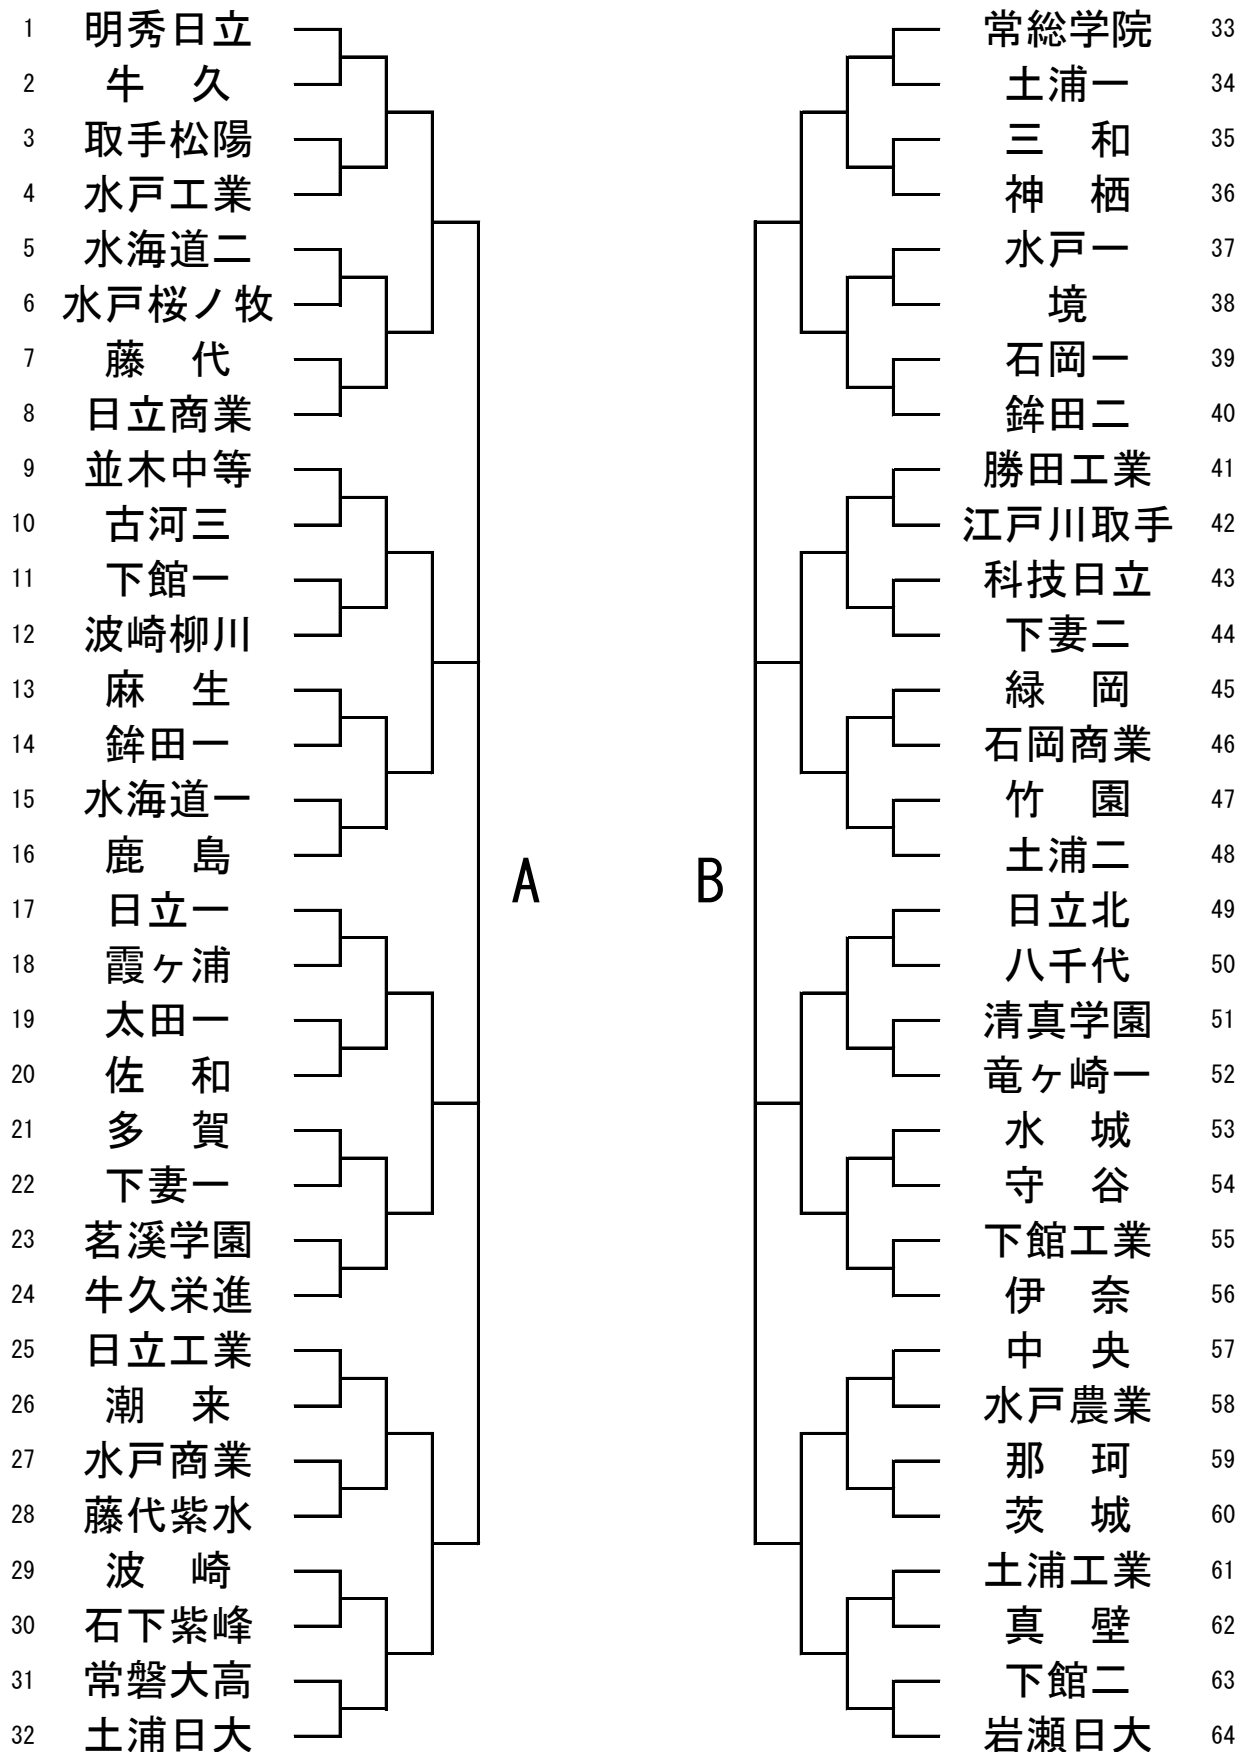 1 明秀日立
2 牛　久
3 取手松陽
4 水戸工業
5 水海道二
6 水戸桜ノ牧
7 藤　代
8 日立商業
9 並木中等
10 古河三
11 下館一
12 波崎柳川
13 麻　生
14 鉾田一
15 水海道一
16 鹿　島
17 日立一
18 霞ヶ浦
19 太田一
20 佐　和
21 多　賀
22 下妻一
23 茗溪学園
24 牛久栄進
25 日立工業
26 潮　来
27 水戸商業
28 藤代紫水
29 波　崎
30 石下紫峰
31 常磐大高
32 土浦日大
A
B
常総学院 33
土浦一 34
三　和 35
神　栖 36
水戸一 37
境 38
石岡一 39
鉾田二 40
勝田工業 41
江戸川取手 42
科技日立 43
下妻二 44
緑　岡 45
石岡商業 46
竹　園 47
土浦二 48
日立北 49
八千代 50
清真学園 51
竜ヶ崎一 52
水　城 53
守　谷 54
下館工業 55
伊　奈 56
中　央 57
水戸農業 58
那　珂 59
茨　城 60
土浦工業 61
真　壁 62
下館二 63
岩瀬日大 64